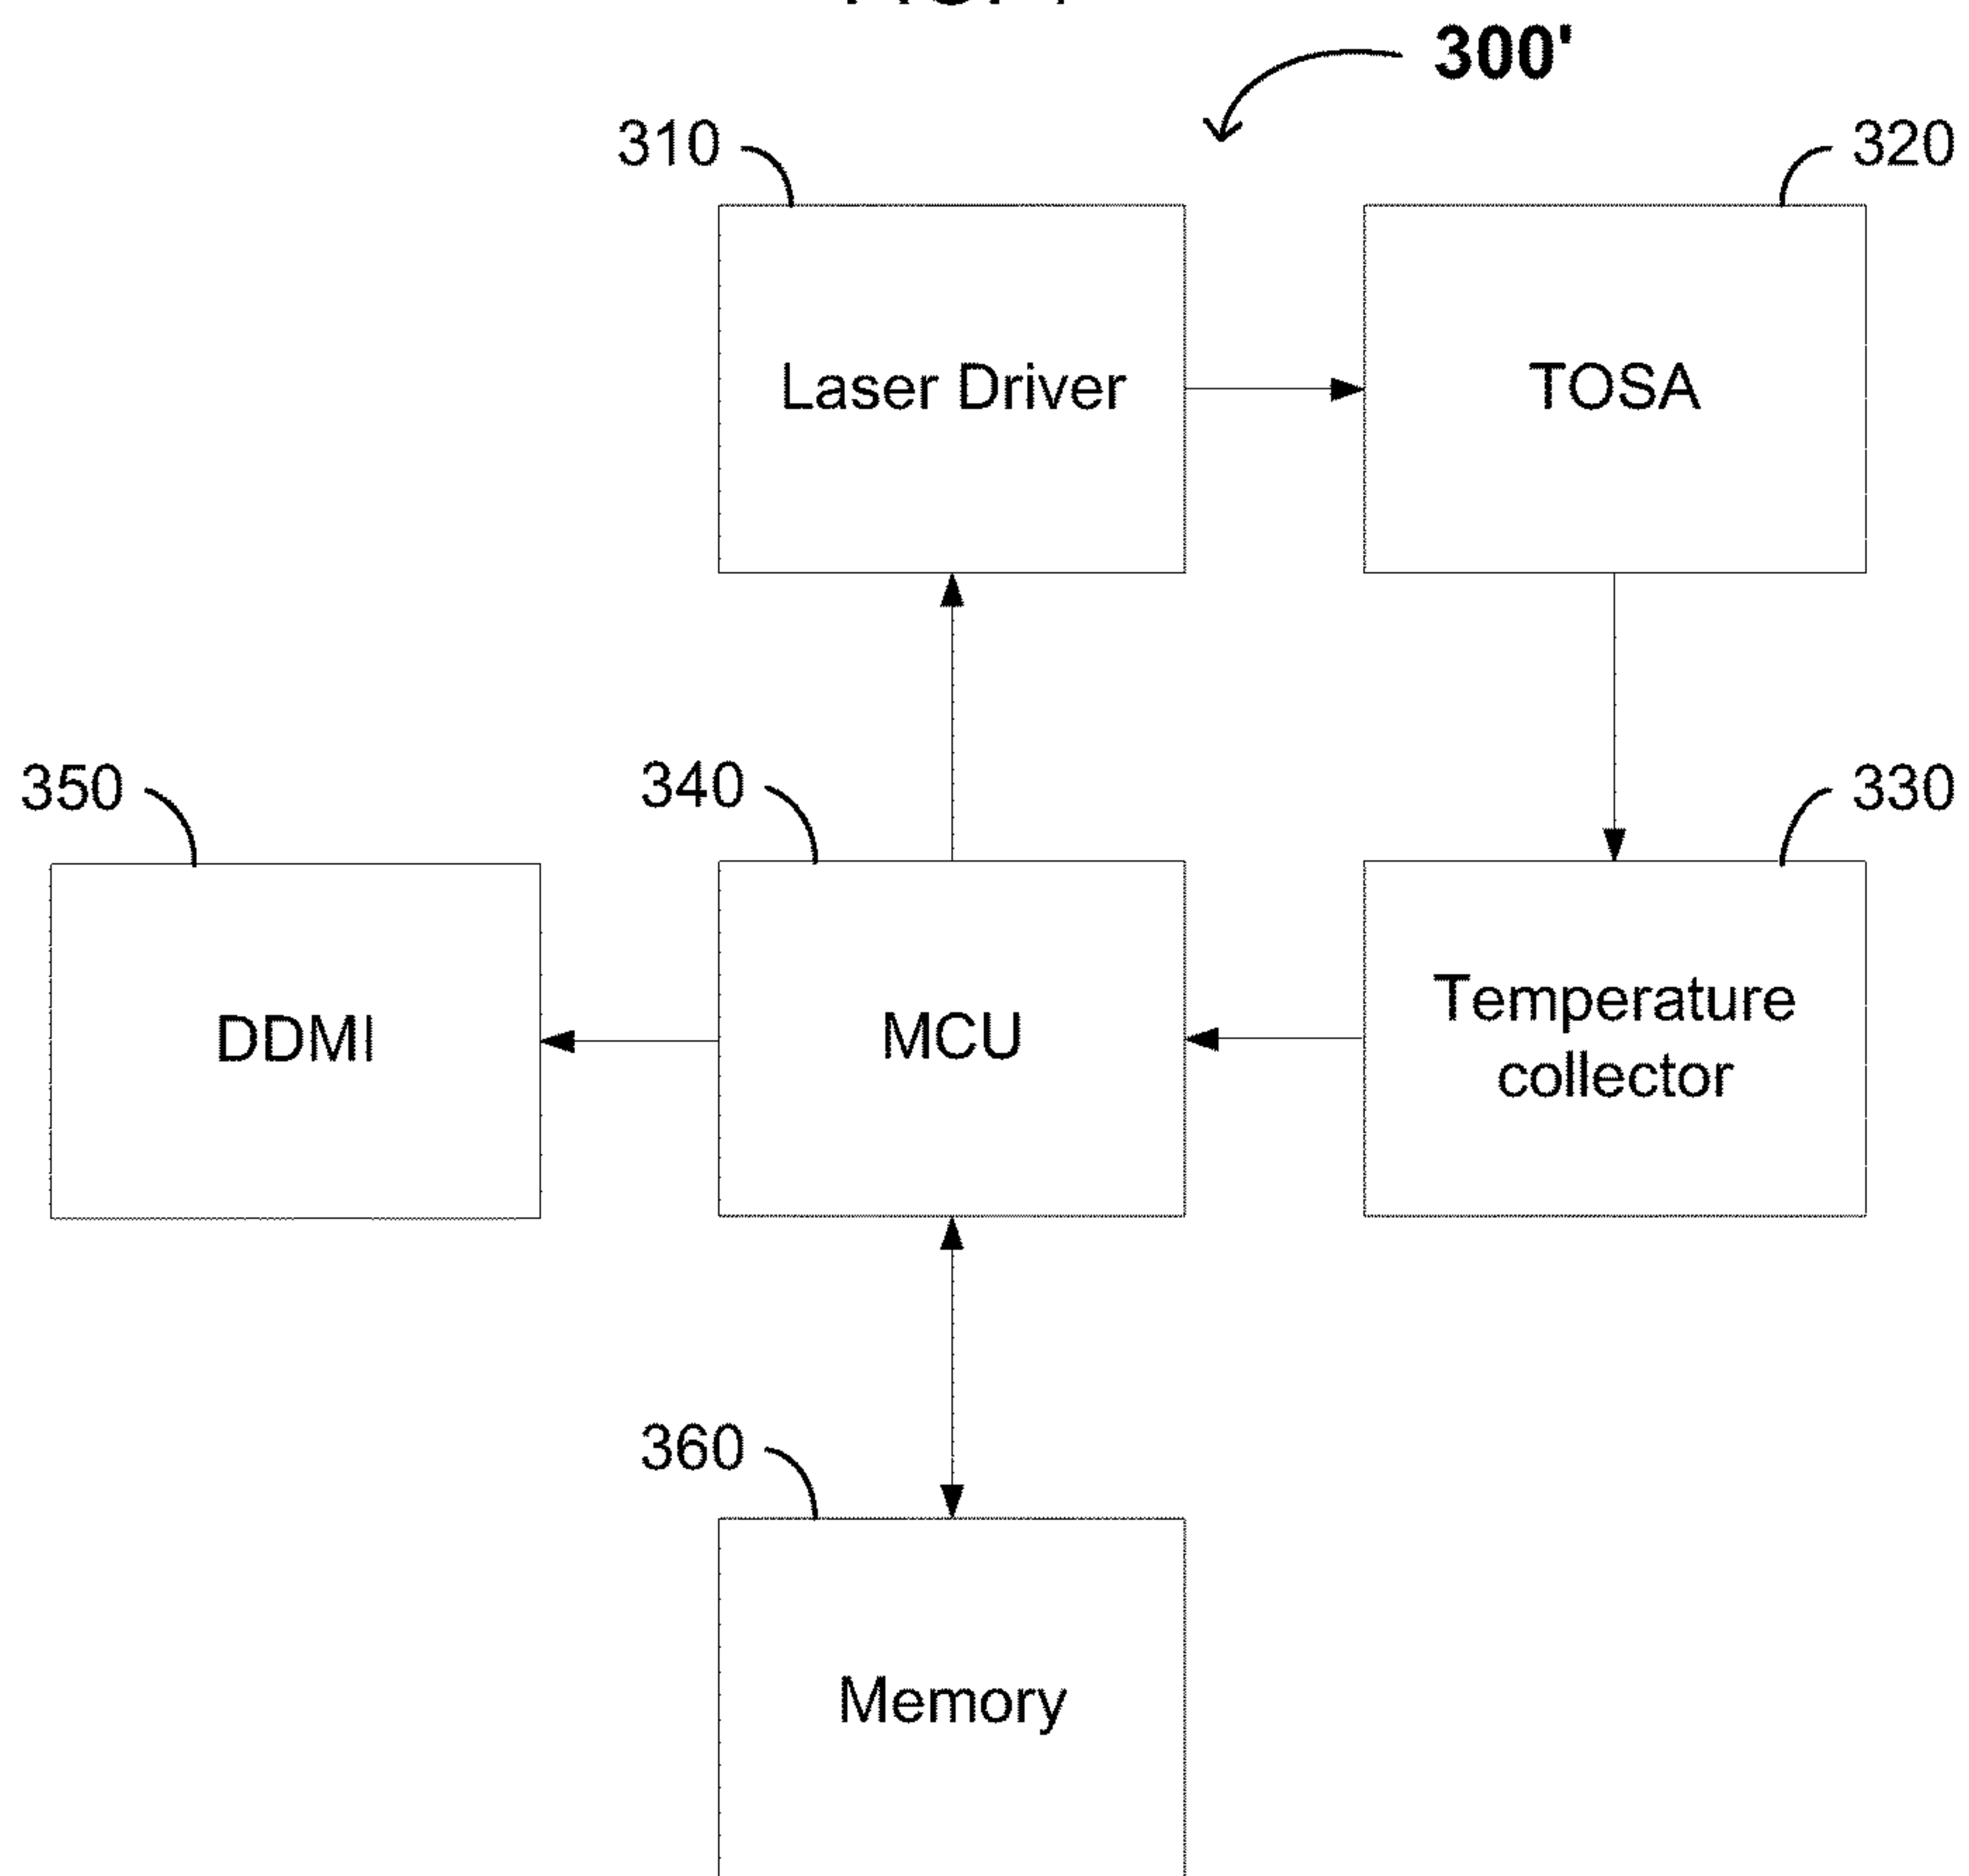 300'
310
320
Laser Driver
TOSA
350
340
330
DDMI
MCU
Temperature
collector
360
Memory